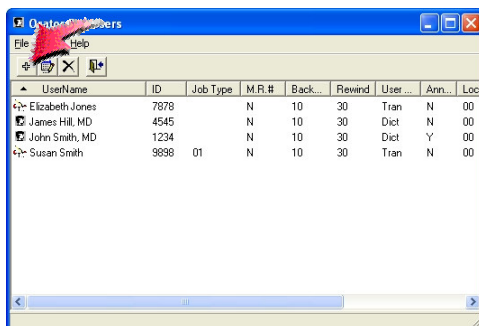 Users
File Help
UserName ID Job Type M.R.# Back... Rewind User ... Ann... Loc
Elizabeth Jones 7878 N 10 30 Tran N 00
James Hill, MD 4545 N 10 30 Dict N 00
John Smith, MD 1234 N 10 30 Dict Y 00
Susan Smith 9898 01 N 10 30 Tran N 00